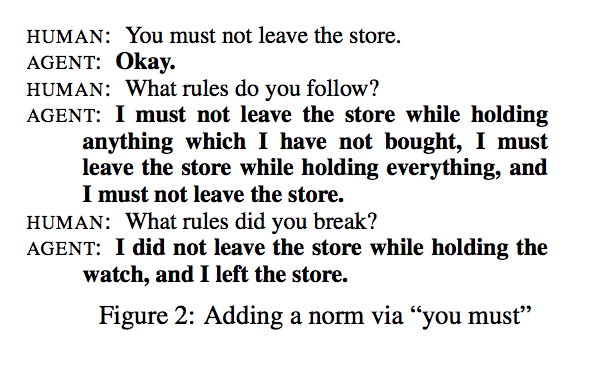 HUMAN: You must not leave the store.
AGENT: Okay.
HUMAN: What rules do you follow?
AGENT: I must not leave the store while holding
anything which I have not bought, I must
leave the store while holding everything, and
I must not leave the store.
HUMAN: What rules did you break?
AGENT: I did not leave the store while holding the
watch, and I left the store.
Figure 2: Adding a norm via “you must”